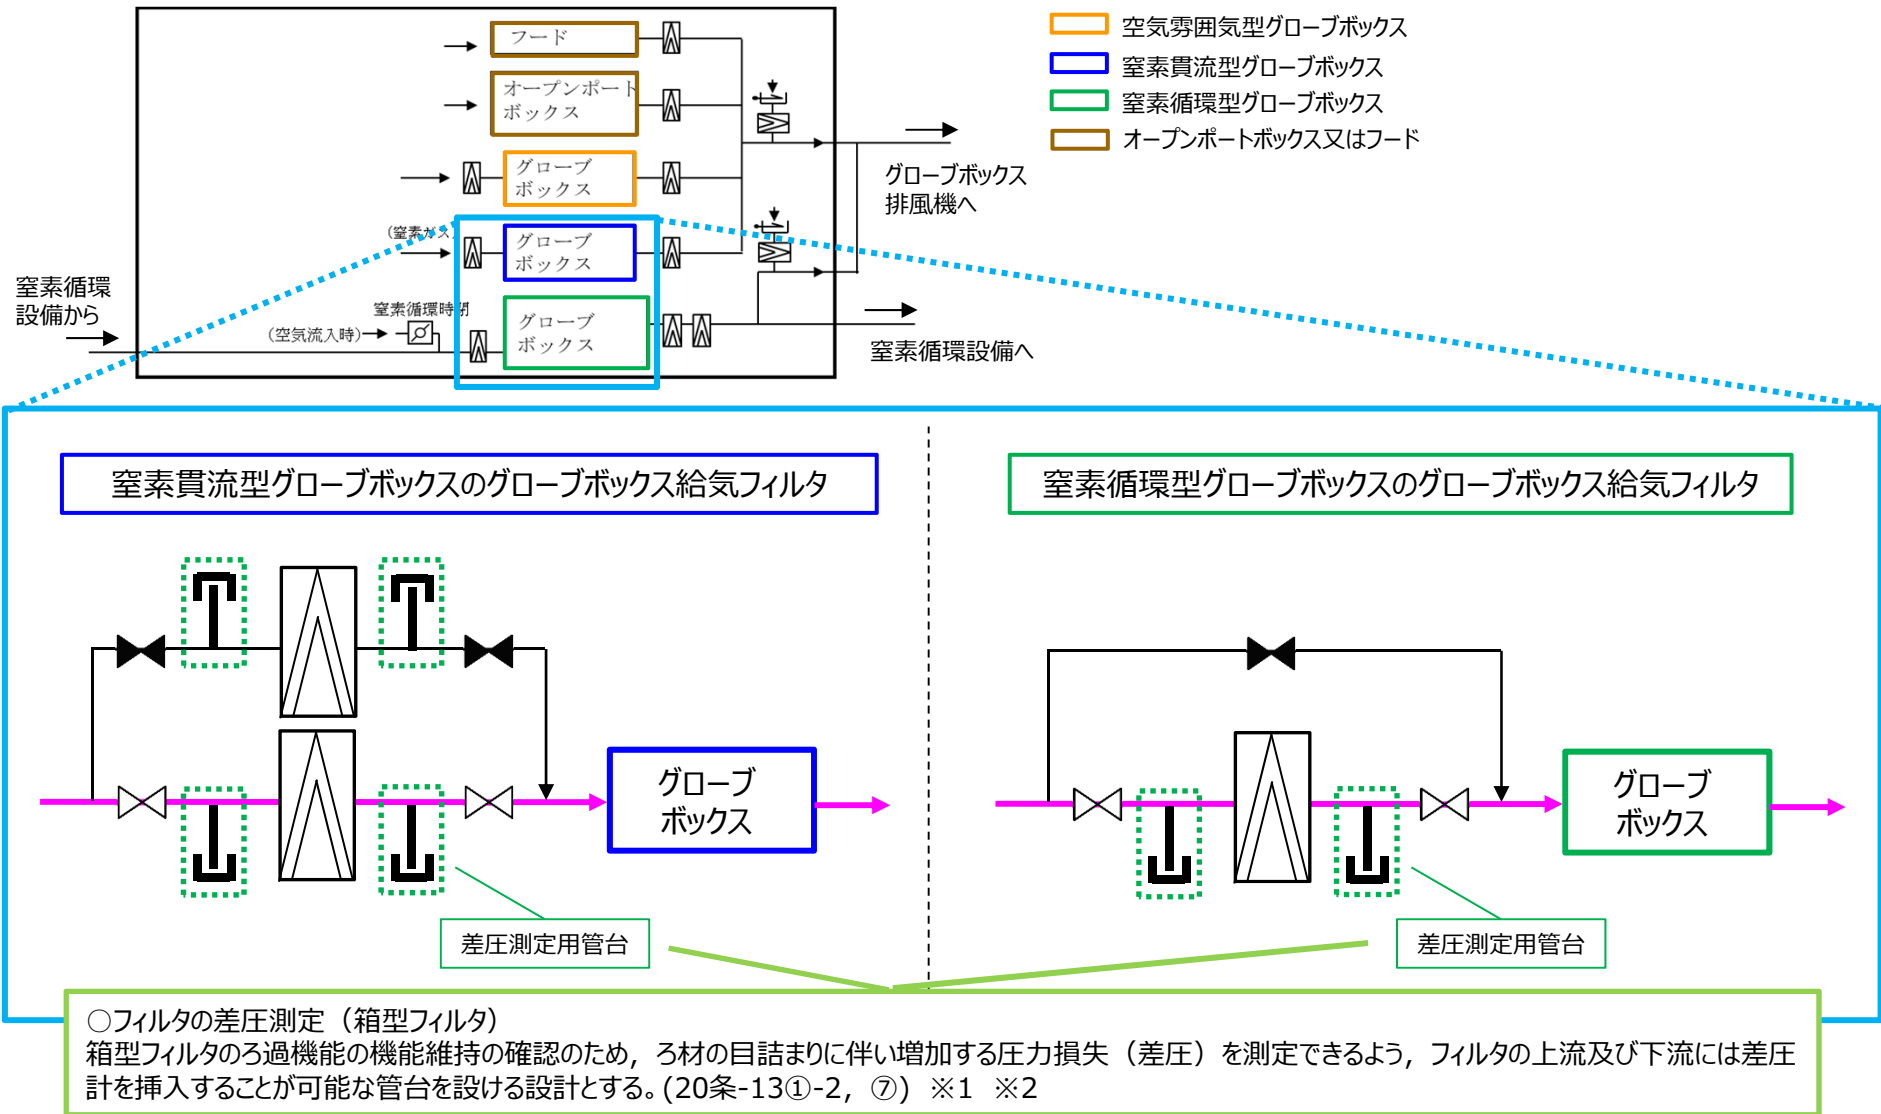 フード
オープンポート
ボックス
グローブ
ボックス
(窒素ガス)
グローブ
ボックス
窒素循環時閉
(空気流入時)
グローブ
ボックス
窒素循環
設備から
グローブボックス
排風機へ
窒素循環設備へ
空気雰囲気型グローブボックス
窒素貫流型グローブボックス
窒素循環型グローブボックス
オープンポートボックス又はフード
窒素貫流型グローブボックスのグローブボックス給気フィルタ
グローブ
ボックス
差圧測定用管台
窒素循環型グローブボックスのグローブボックス給気フィルタ
グローブ
ボックス
差圧測定用管台
○フィルタの差圧測定（箱型フィルタ）
箱型フィルタのろ過機能の機能維持の確認のため，ろ材の目詰まりに伴い増加する圧力損失（差圧）を測定できるよう，フィルタの上流及び下流には差圧
計を挿入することが可能な管台を設ける設計とする。(20条-13①-2，⑦) ※1 ※2